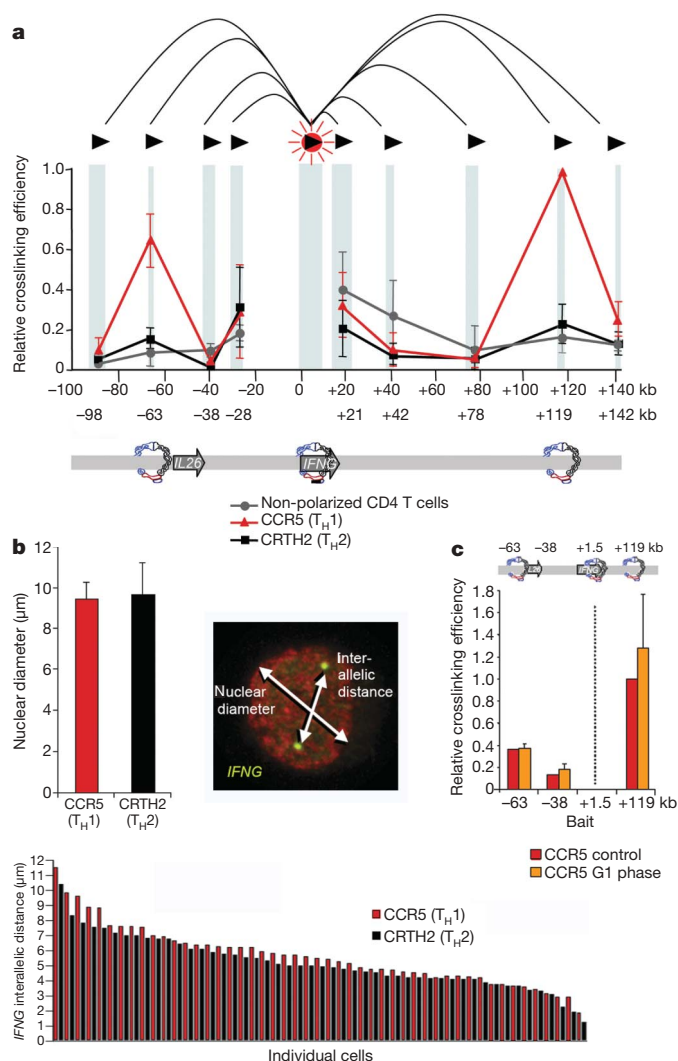 a
Relative crosslinking efficiency
1.0
0.8
0.6
0.4
0.2
0
−100 −80 −60 −40 −20 0 +20 +40 +60 +80 +100 +120 +140 kb
−98 −63 −38 −28 +21 +42 +78 +119 +142 kb
IL26 IFNG
Non-polarized CD4 T cells
CCR5 (TH1)
CRTH2 (TH2)
b
Nuclear diameter (µm)
12
10
8
6
4
2
0
CCR5 (TH1)
CRTH2 (TH2)
Inter-
allelic
distance
Nuclear
diameter
IFNG
c
−63 −38 +1.5 +119 kb
IFNG
Relative crosslinking efficiency
1.8
1.6
1.4
1.2
1.0
0.8
0.6
0.4
0.2
0
−63 −38 +1.5 +119 kb
Bait
CCR5 control
CCR5 G1 phase
IFNG interallelic distance (µm)
12
11
10
9
8
7
6
5
4
3
2
1
0
CCR5 (TH1)
CRTH2 (TH2)
Individual cells